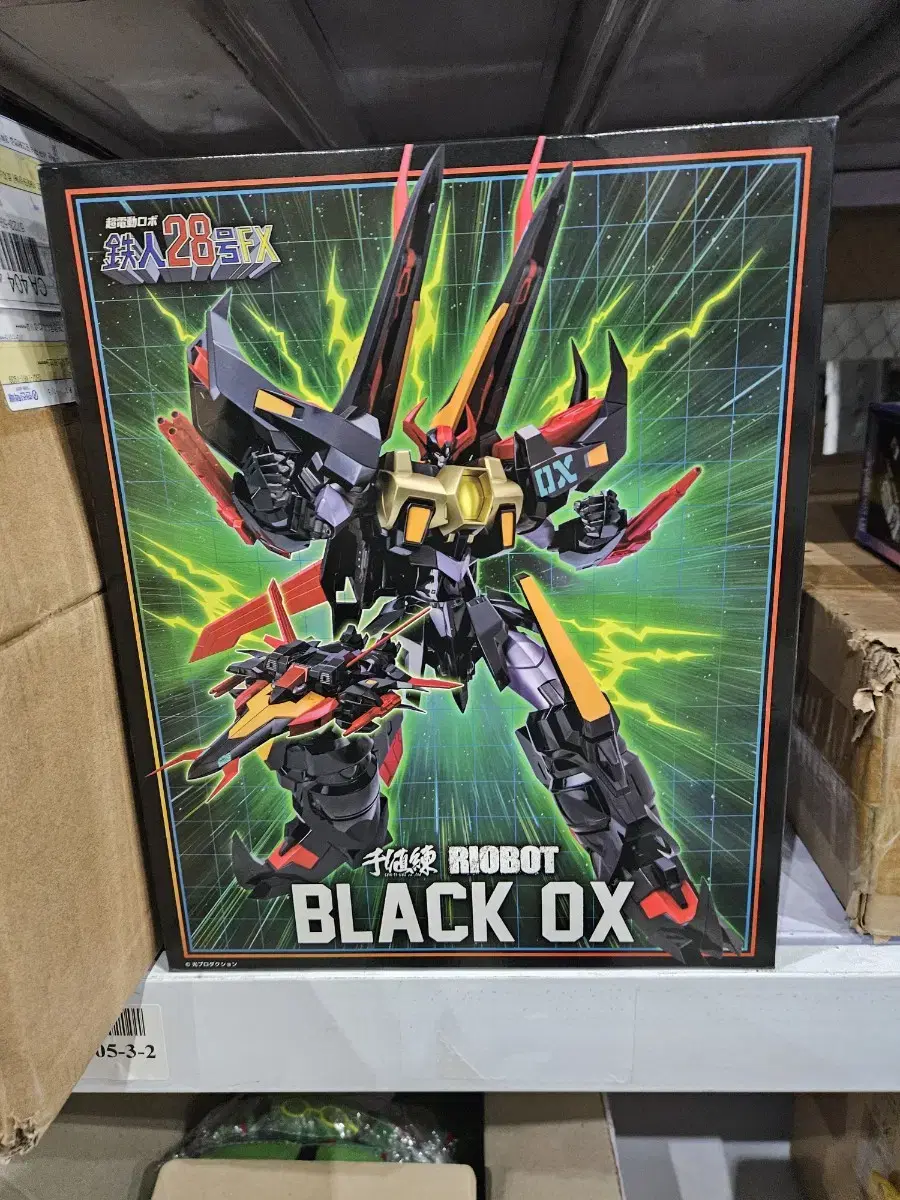 超電動ロボ
鉄人28号FX
OX
千値練 RIOBOT
BLACK OX
© 光プロダクション
05-3-2
CA404